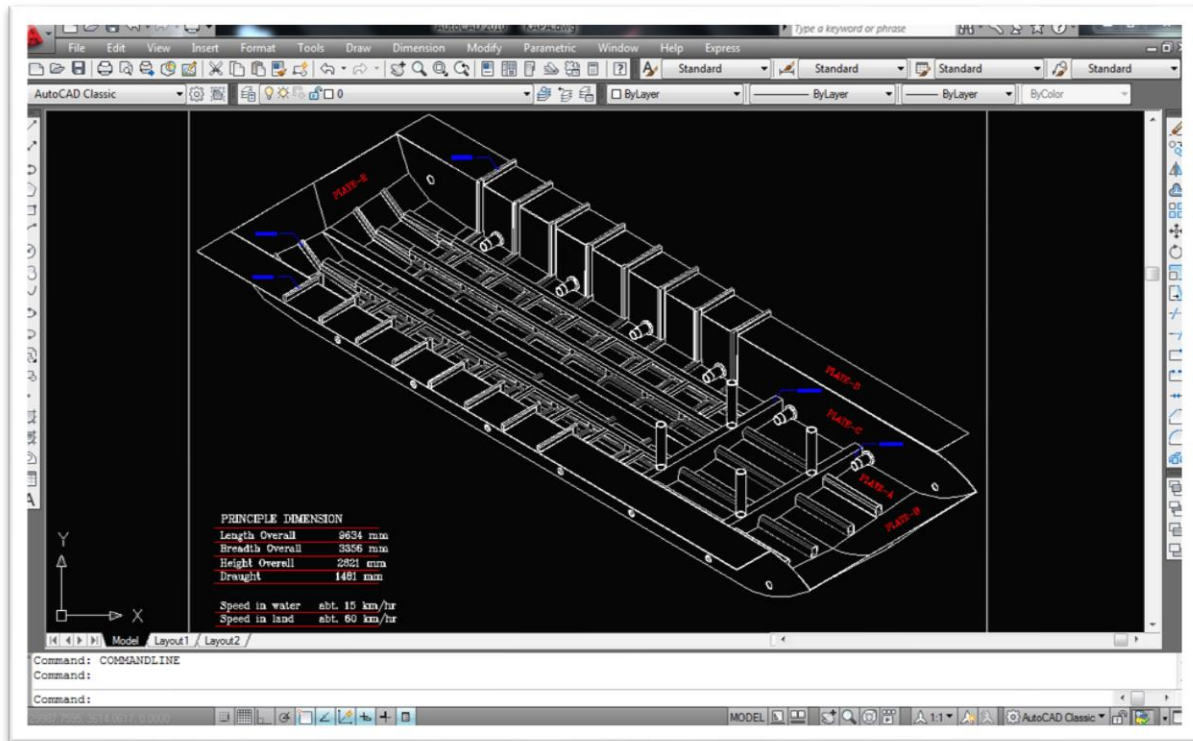 Type a keyword or phrase
File Edit View Insert Format Tools Draw Dimension Modify Parametric Window Help Express
Standard Standard Standard Standard
AutoCAD Classic 0 ByLayer ByLayer ByLayer ByColor
PLATE-E
PLATE-D
PLATE-C
PLATE-A
PLATE-B
PRINCIPLE DIMENSION
Length Overall 9634 mm
Breadth Overall 3356 mm
Height Overall 2821 mm
Draught 1481 mm
Speed in water abt. 15 km/hr
Speed in land abt. 60 km/hr
Y
X
Model Layout1 Layout2
Command: COMMANDLINE
Command:
Command:
MODEL 1:1 AutoCAD Classic